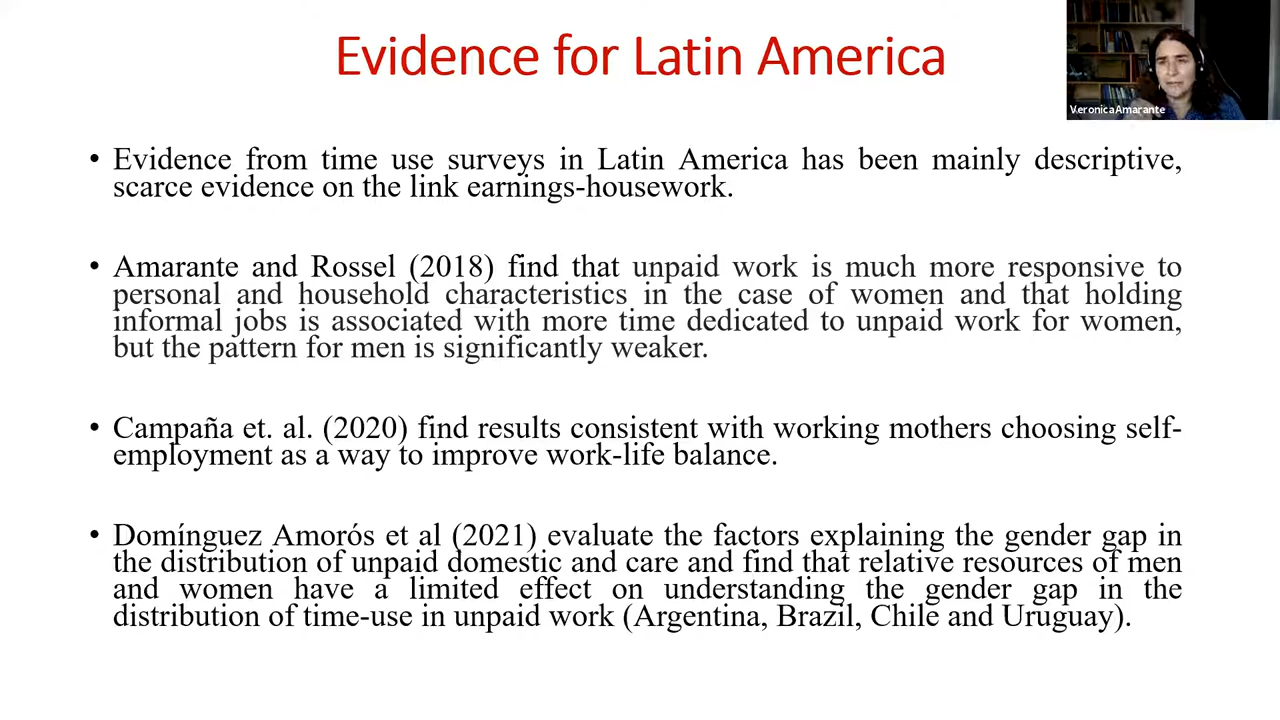 Evidence for Latin America
Veronica Amarante
• Evidence from time use surveys in Latin America has been mainly descriptive,
scarce evidence on the link earnings-housework.
• Amarante and Rossel (2018) find that unpaid work is much more responsive to
personal and household characteristics in the case of women and that holding
informal jobs is associated with more time dedicated to unpaid work for women,
but the pattern for men is significantly weaker.
• Campaña et. al. (2020) find results consistent with working mothers choosing self-
employment as a way to improve work-life balance.
• Domínguez Amorós et al (2021) evaluate the factors explaining the gender gap in
the distribution of unpaid domestic and care and find that relative resources of men
and women have a limited effect on understanding the gender gap in the
distribution of time-use in unpaid work (Argentina, Brazil, Chile and Uruguay).